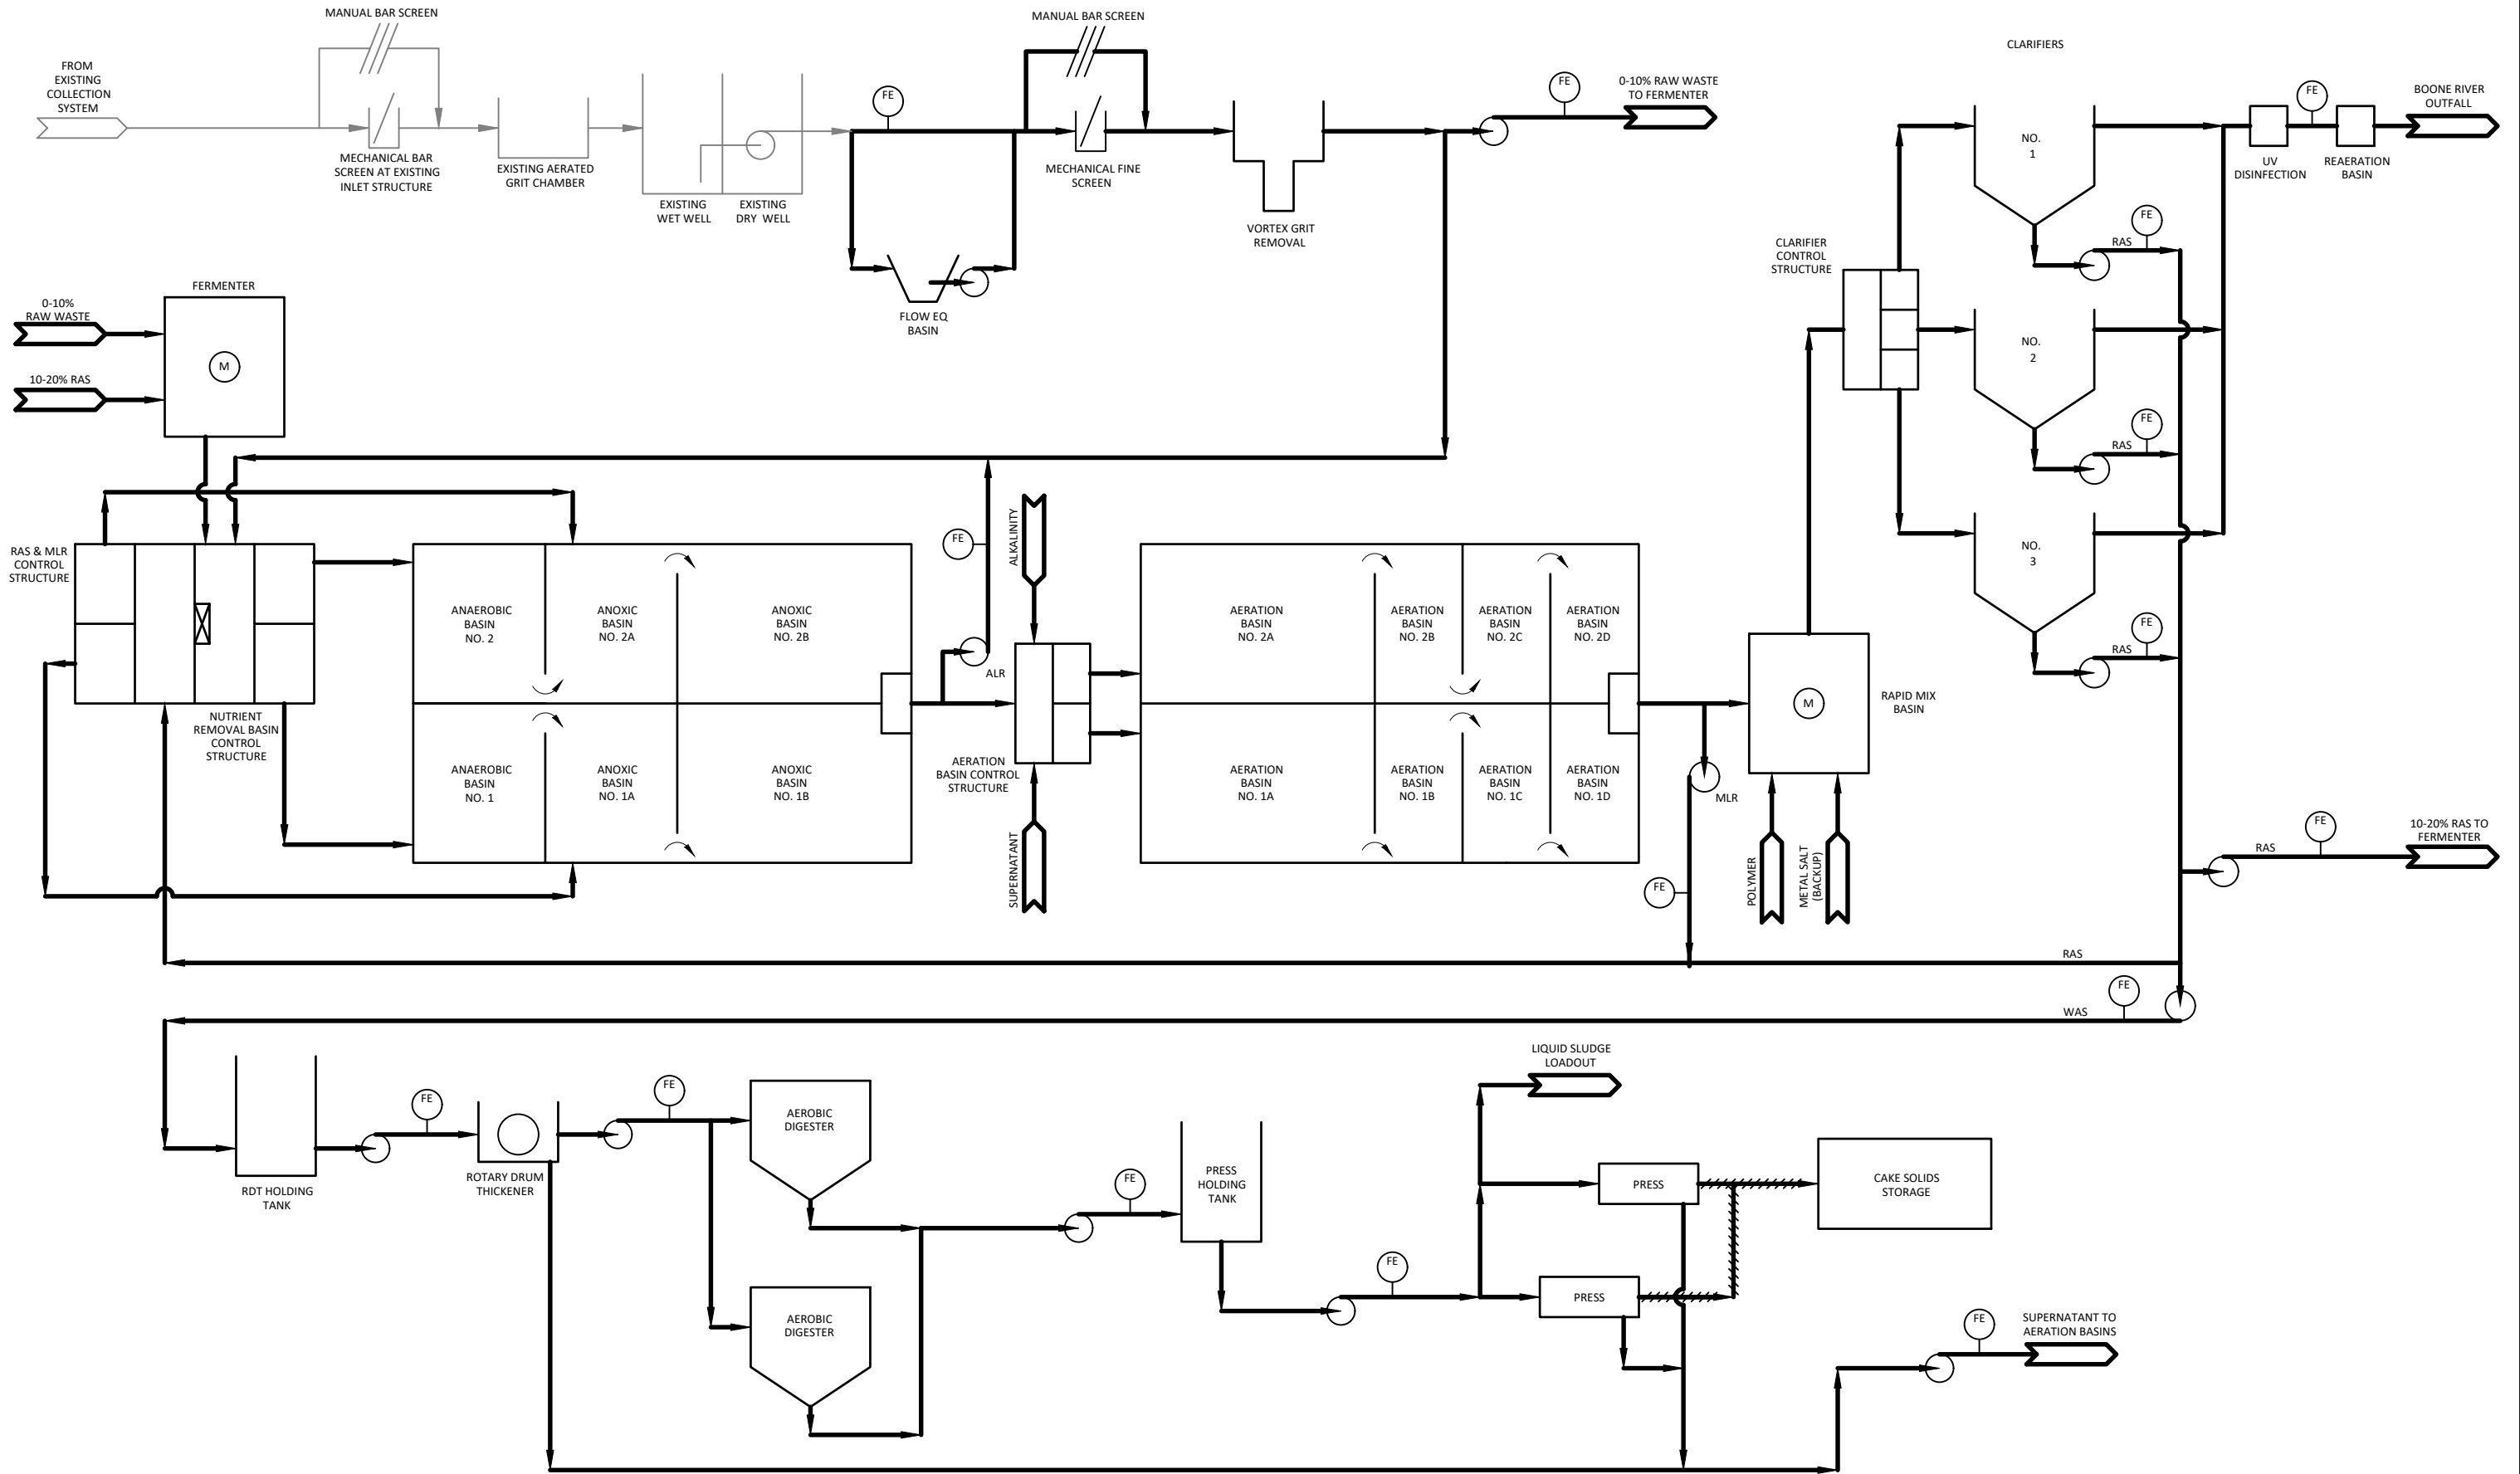 MANUAL BAR SCREEN
FROM
EXISTING
COLLECTION
SYSTEM
MECHANICAL BAR
SCREEN AT EXISTING
INLET STRUCTURE
EXISTING AERATED
GRIT CHAMBER
EXISTING
WET WELL
EXISTING
DRY WELL
FE
MANUAL BAR SCREEN
MECHANICAL FINE
SCREEN
FLOW EQ
BASIN
VORTEX GRIT
REMOVAL
FE
0-10% RAW WASTE
TO FERMENTER
CLARIFIERS
NO.
1
FE
UV
DISINFECTION
REAERATION
BASIN
BOONE RIVER
OUTFALL
RAS
FE
CLARIFIER
CONTROL
STRUCTURE
NO.
2
RAS
FE
NO.
3
RAS
FE
FERMENTER
0-10%
RAW WASTE
M
10-20% RAS
RAS & MLR
CONTROL
STRUCTURE
NUTRIENT
REMOVAL BASIN
CONTROL
STRUCTURE
ANAEROBIC
BASIN
NO. 2
ANOXIC
BASIN
NO. 2A
ANOXIC
BASIN
NO. 2B
ANAEROBIC
BASIN
NO. 1
ANOXIC
BASIN
NO. 1A
ANOXIC
BASIN
NO. 1B
FE
ALR
ALKALINITY
AERATION
BASIN CONTROL
STRUCTURE
SUPERNATANT
AERATION
BASIN
NO. 2A
AERATION
BASIN
NO. 2B
AERATION
BASIN
NO. 2C
AERATION
BASIN
NO. 2D
AERATION
BASIN
NO. 1A
AERATION
BASIN
NO. 1B
AERATION
BASIN
NO. 1C
AERATION
BASIN
NO. 1D
M
RAPID MIX
BASIN
MLR
FE
POLYMER
METAL SALT
(BACKUP)
RAS
FE
10-20% RAS TO
FERMENTER
RAS
WAS
FE
RDT HOLDING
TANK
FE
ROTARY DRUM
THICKENER
FE
AEROBIC
DIGESTER
AEROBIC
DIGESTER
FE
PRESS
HOLDING
TANK
FE
LIQUID SLUDGE
LOADOUT
PRESS
PRESS
CAKE SOLIDS
STORAGE
FE
SUPERNATANT TO
AERATION BASINS